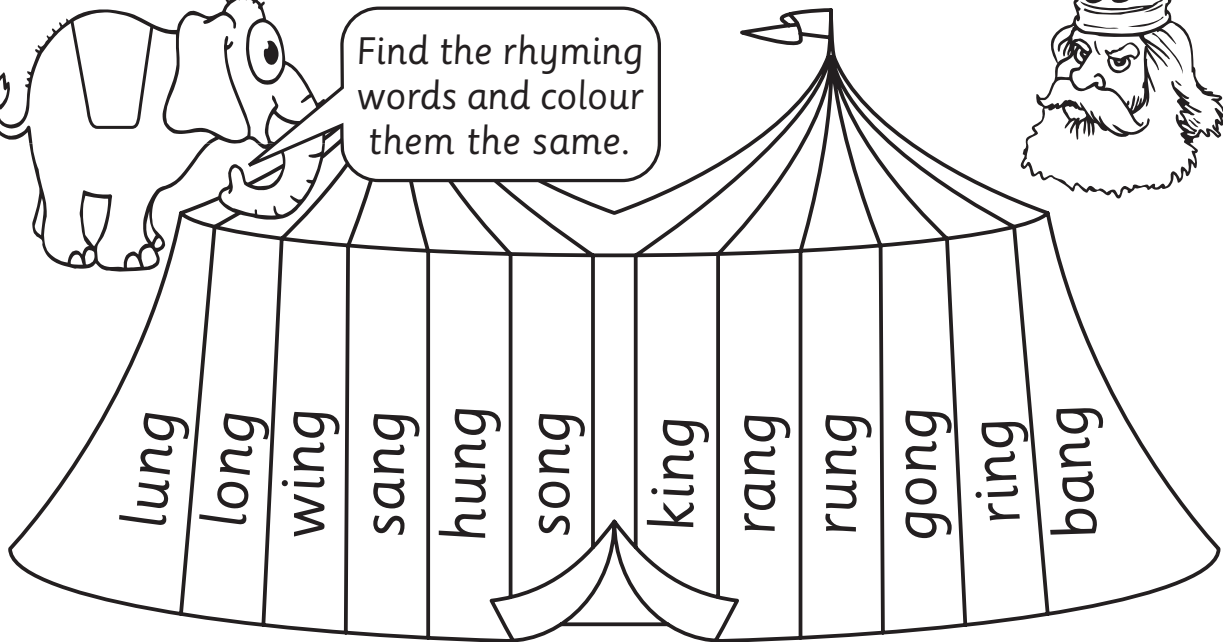 Find the rhyming
words and colour
them the same.
lung
long
wing
sang
hung
song
king
rang
rung
gong
ring
bang